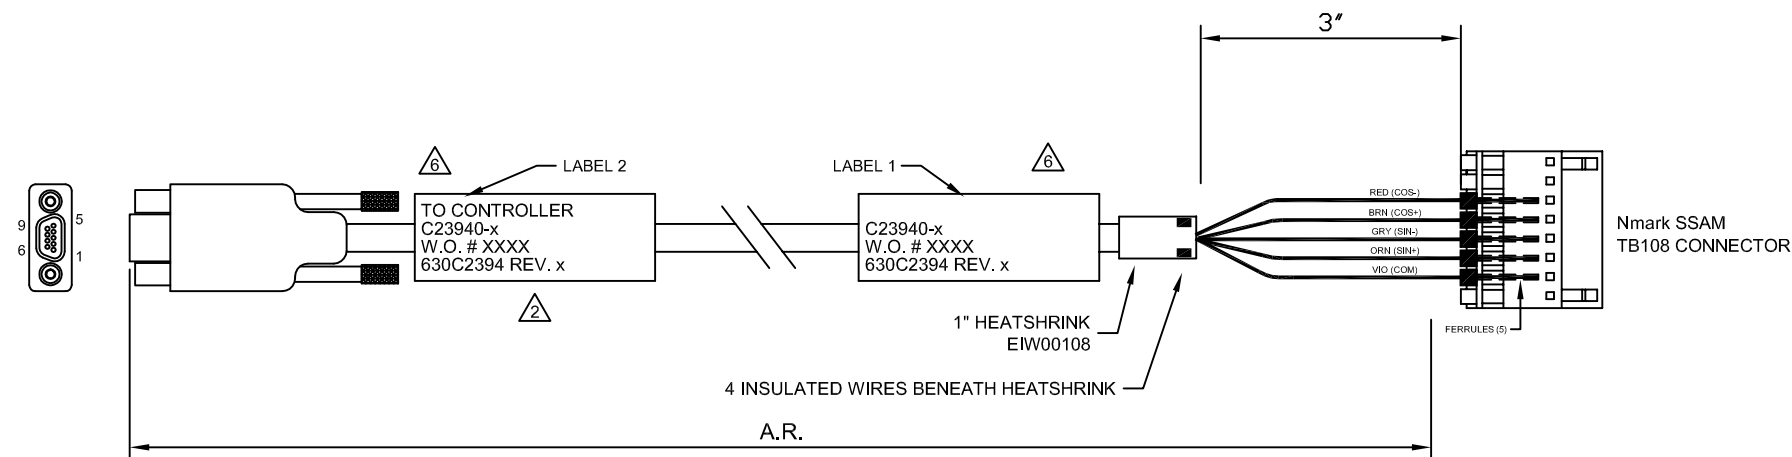 3"
6
LABEL 2
LABEL 1
6
9
5
6
1
TO CONTROLLER
C23940-x
W.O. # XXXX
630C2394 REV. x
2
C23940-x
W.O. # XXXX
630C2394 REV. x
RED (COS-)
BRN (COS+)
GRY (SIN-)
ORN (SIN+)
VIO (COM)
Nmark SSAM
TB108 CONNECTOR
FERRULES (5)
1" HEATSHRINK
EIW00108
4 INSULATED WIRES BENEATH HEATSHRINK
A.R.